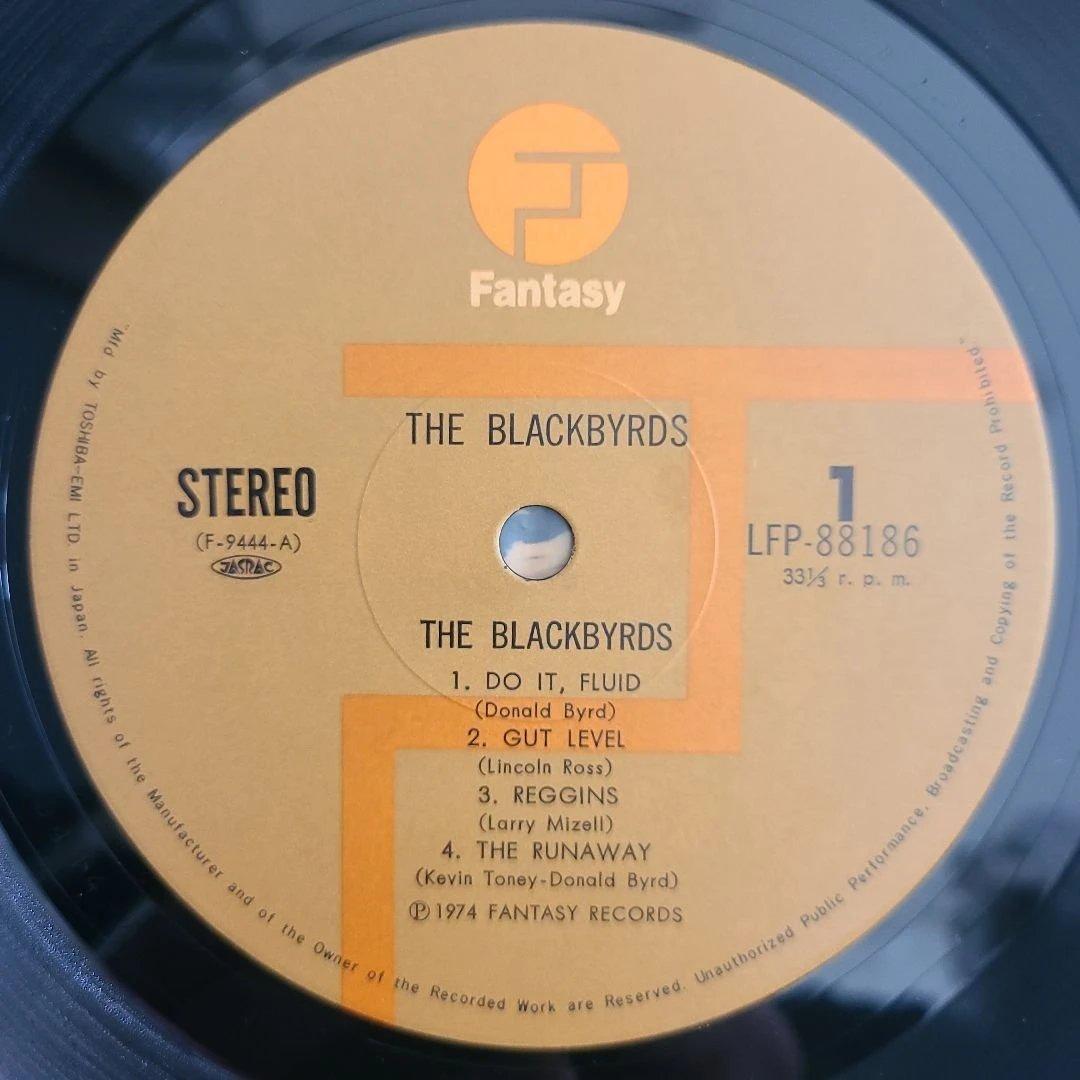 Fantasy
THE BLACKBYRDS
STEREO
(F-9444-A)
JASRAC
1
LFP-88186
33⅓ r. p. m.
THE BLACKBYRDS
1. DO IT, FLUID
(Donald Byrd)
2. GUT LEVEL
(Lincoln Ross)
3. REGGINS
(Larry Mizell)
4. THE RUNAWAY
(Kevin Toney-Donald Byrd)
Ⓟ1974 FANTASY RECORDS
"Mfd by TOSHIBA-EMI LTD. in Japan. All rights of the Manufacturer and of the Owner of the Recorded Work are Reserved. Unauthorized Public Performance. Broadcasting and Copying of the Record Prohibited"